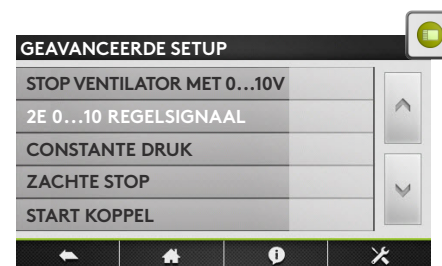 GEAVANCEERDE SETUP
STOP VENTILATOR MET 0...10V
2E 0...10 REGELSIGNAAL
CONSTANTE DRUK
ZACHTE STOP
START KOPPEL